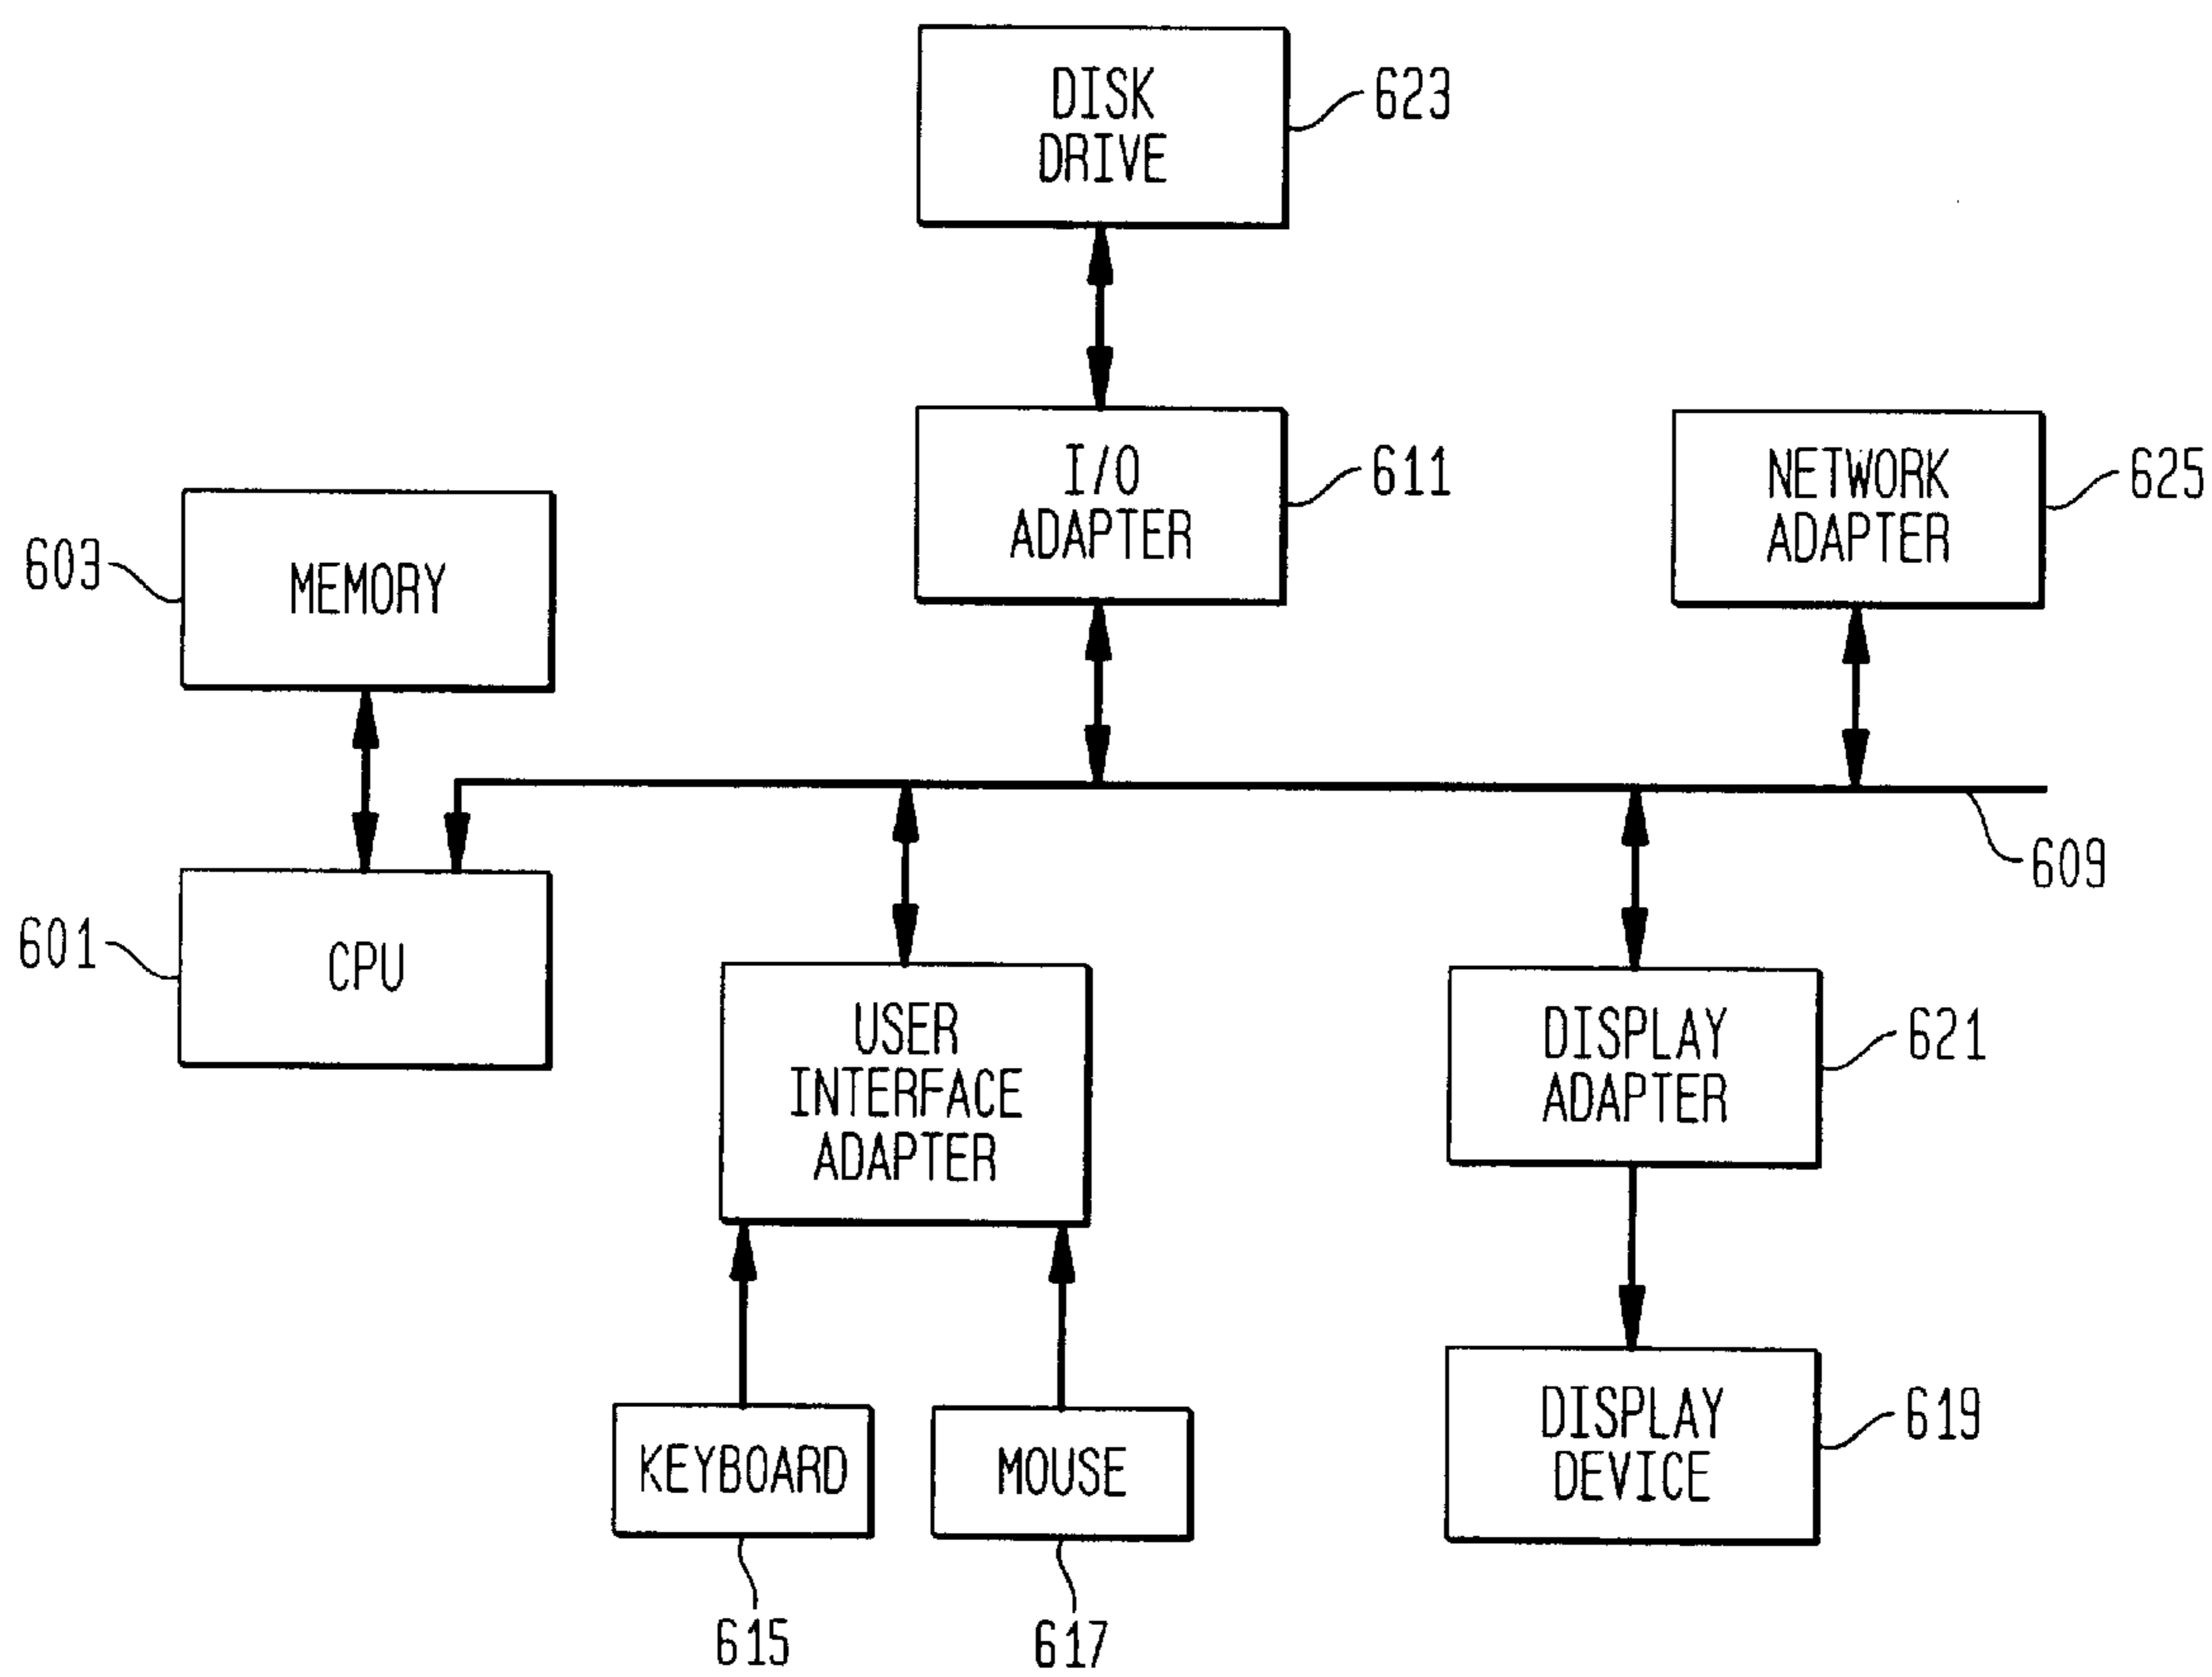 DISK
DRIVE
623
I/O
ADAPTER
611
NETWORK
ADAPTER
625
MEMORY
603
609
CPU
601
USER
INTERFACE
ADAPTER
DISPLAY
ADAPTER
621
KEYBOARD
MOUSE
DISPLAY
DEVICE
619
615
617